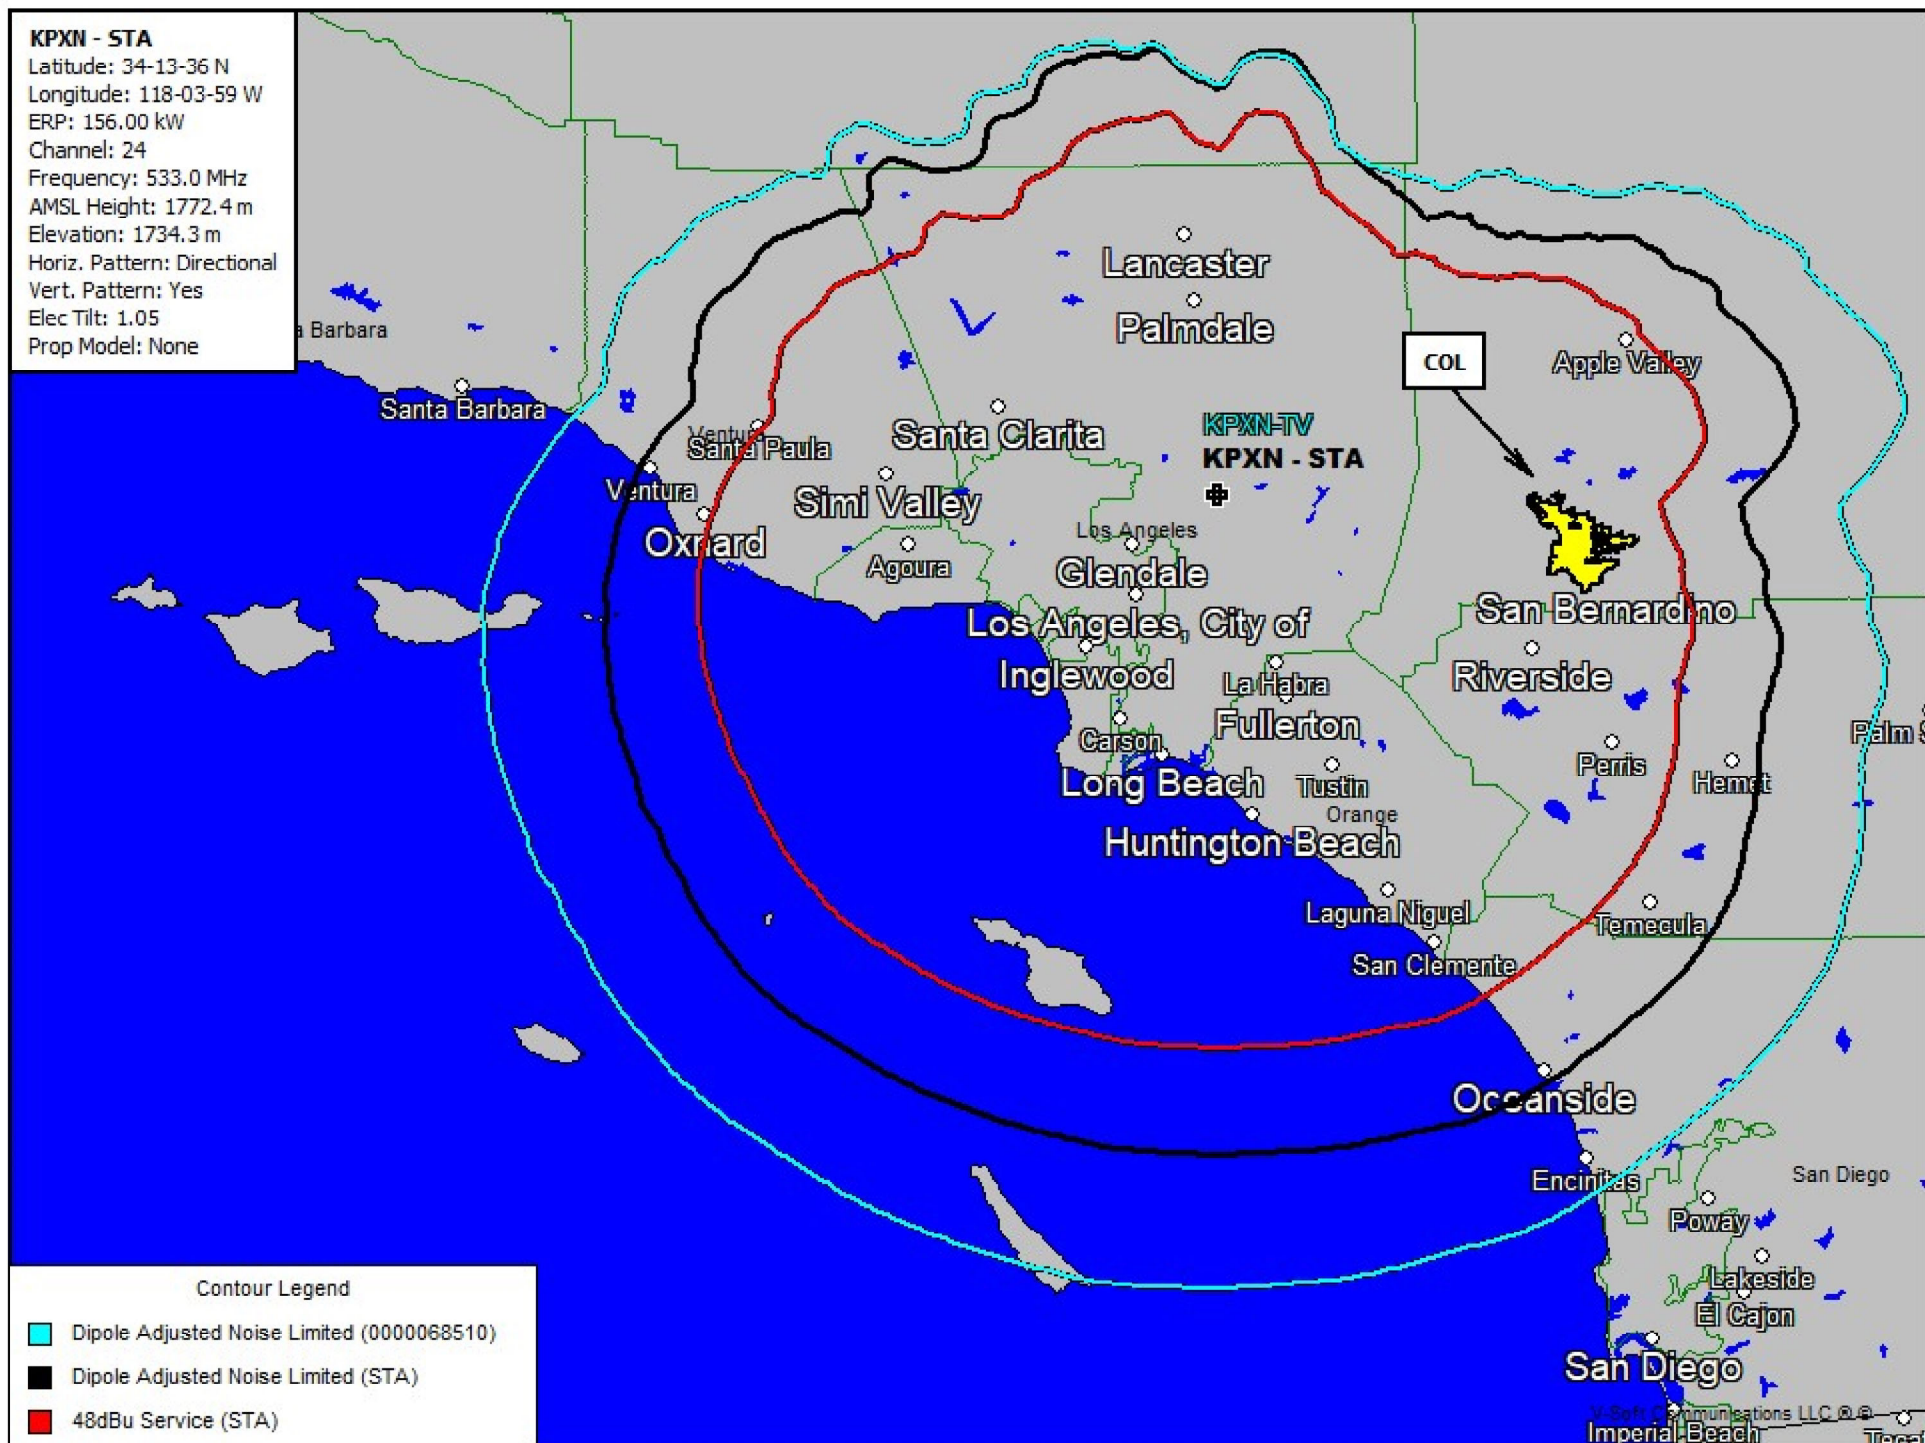 KPXN - STA
Latitude: 34-13-36 N
Longitude: 118-03-59 W
ERP: 156.00 kW
Channel: 24
Frequency: 533.0 MHz
AMSL Height: 1772.4 m
Elevation: 1734.3 m
Horiz. Pattern: Directional
Vert. Pattern: Yes
Elec Tilt: 1.05
Prop Model: None
Lancaster
Palmdale
a Barbara
COL
Apple Valley
Santa Barbara
KPXN-TV
Santa Clarita
Ventura
Santa Paula
KPXN - STA
Ventura
Simi Valley
Los Angeles
Oxnard
Agoura
Glendale
San Bernardino
Los Angeles, City of
Inglewood
La Habra
Riverside
Fullerton
Palm S
Carson
Perris
Long Beach
Tustin
Hemet
Orange
Huntington Beach
Laguna Niguel
Temecula
San Clemente
Oceanside
San Diego
Encinitas
Poway
Lakeside
El Cajon
San Diego
V-Soft Communications LLC ® ©
Imperial Beach
Contour Legend
Dipole Adjusted Noise Limited (0000068510)
Dipole Adjusted Noise Limited (STA)
48dBu Service (STA)